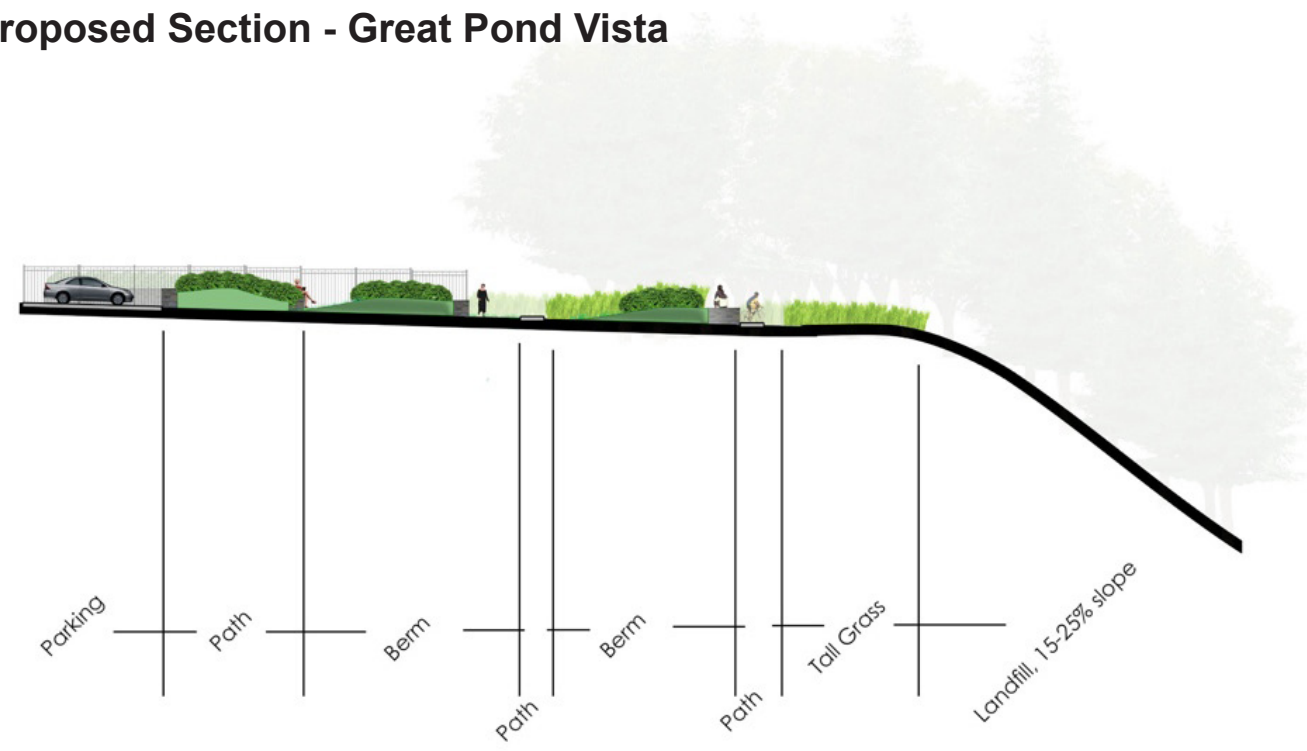 roposed Section - Great Pond Vista
Parking
Path
Berm
Path
Berm
Path
Tall Grass
Landfill, 15-25% slope